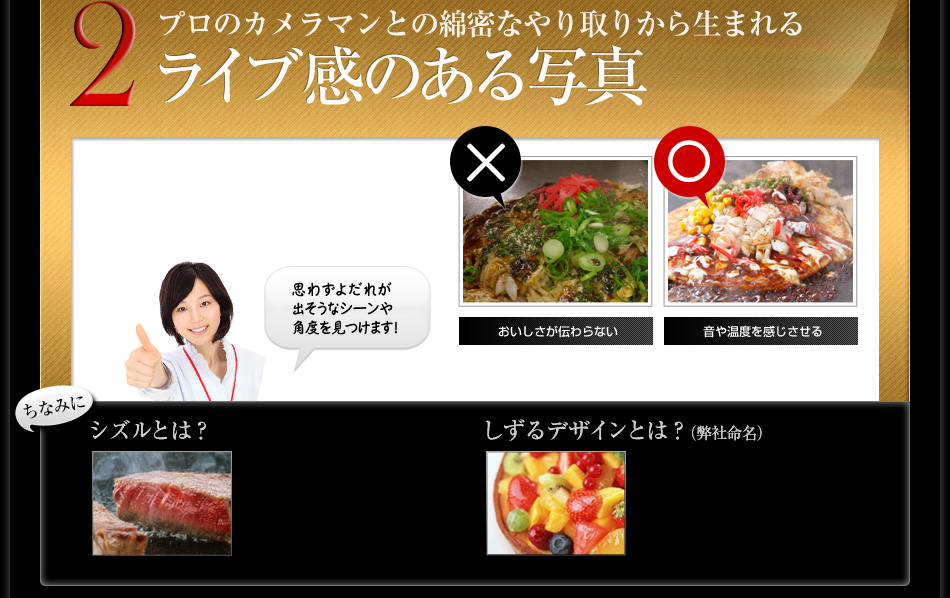 2
プロのカメラマンとの綿密なやり取りから生まれる
ライブ感のある写真
思わずよだれが
出そうなシーンや
角度を見つけます!
おいしさが伝わらない
音や温度を感じさせる
ちなみに
シズルとは？
しずるデザインとは？(弊社命名)